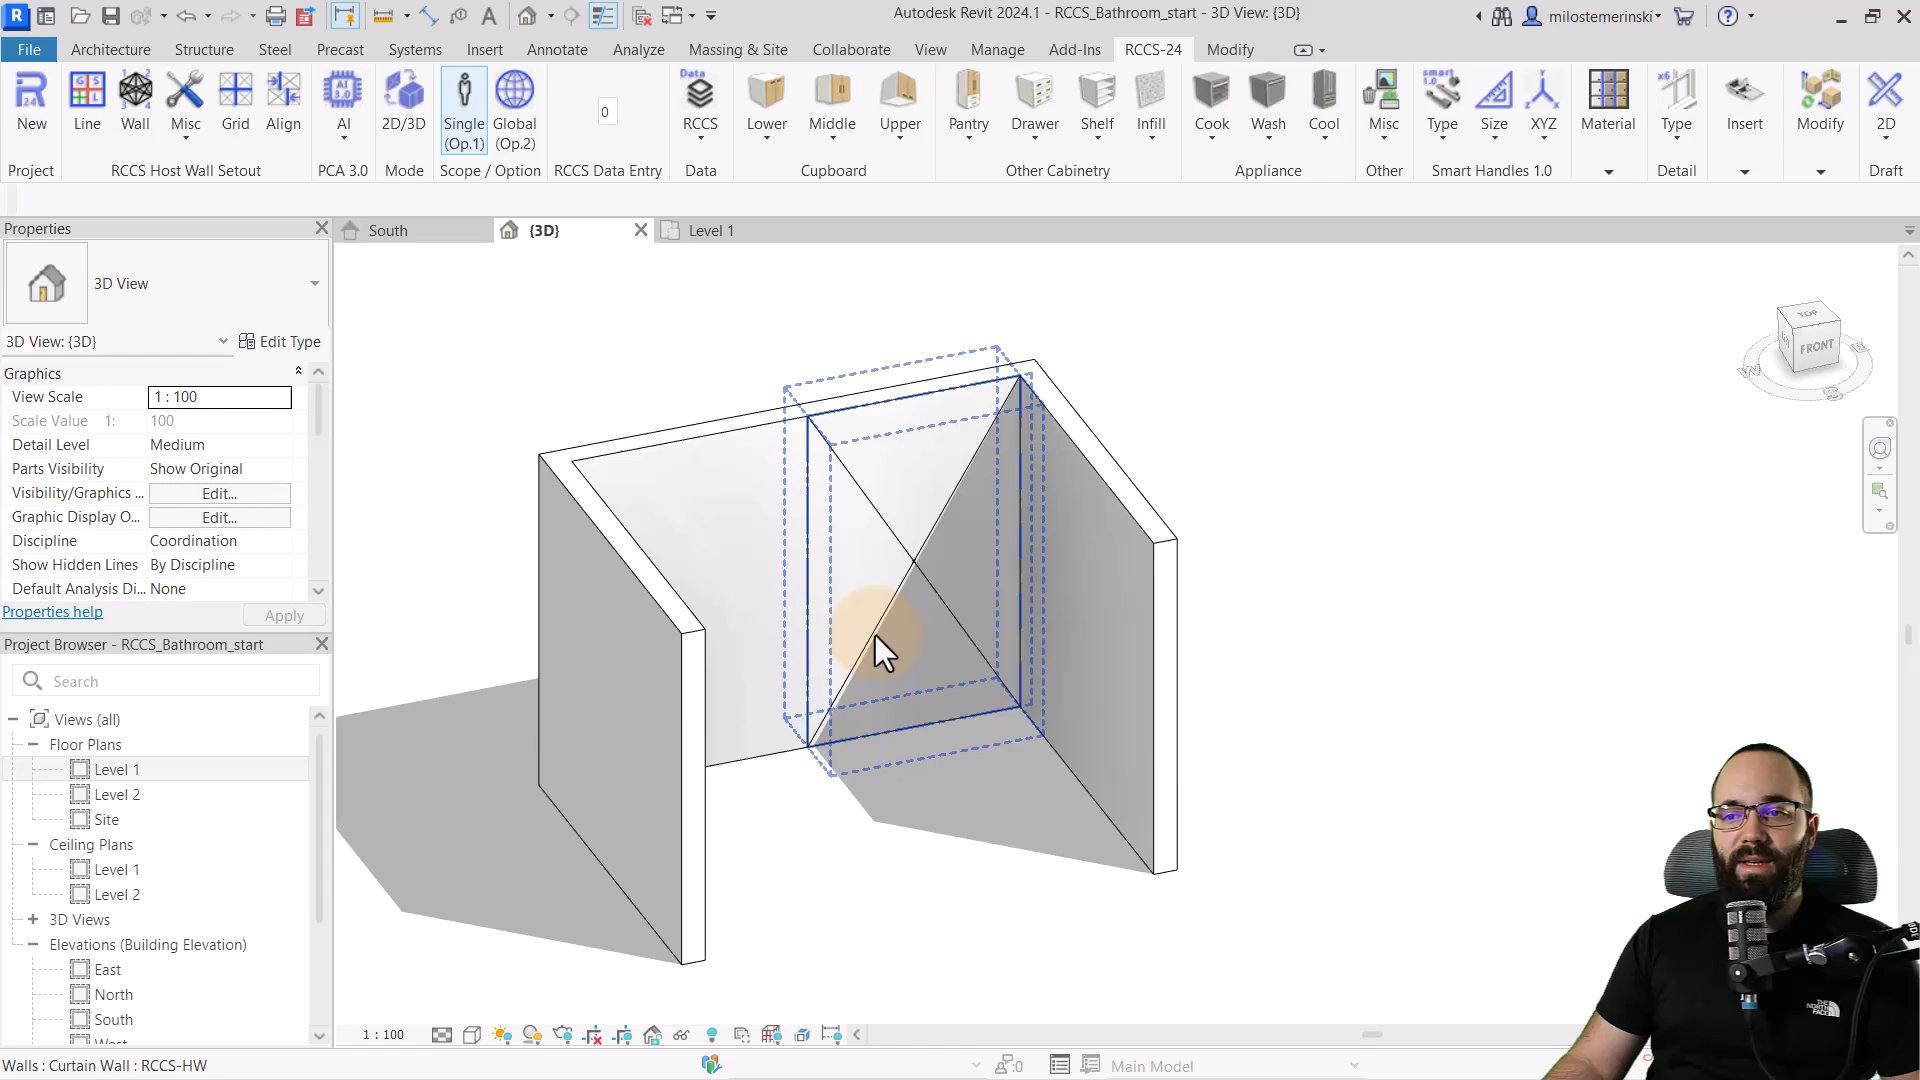 Autodesk Revit 2024.1 - RCCS_Bathroom_start - 3D View: {3D}
milostemerinski
File
Architecture
Structure
Steel
Precast
Systems
Insert
Annotate
Analyze
Massing & Site
Collaborate
View
Manage
Add-Ins
RCCS-24
Modify
New
Line
Wall
Misc
Grid
Align
AI
2D/3D
Single
(Op.1)
Global
(Op.2)
0
Data
RCCS
Lower
Middle
Upper
Pantry
Drawer
Shelf
Infill
Cook
Wash
Cool
Misc
Type
Size
XYZ
Material
Type
Insert
Modify
2D
Project
RCCS Host Wall Setout
PCA 3.0
Mode
Scope / Option
RCCS Data Entry
Data
Cupboard
Other Cabinetry
Appliance
Other
Smart Handles 1.0
Detail
Draft
Properties
South
{3D}
Level 1
3D View
3D View: {3D}
Edit Type
Graphics
View Scale
1 : 100
Scale Value 1:
100
Detail Level
Medium
Parts Visibility
Show Original
Visibility/Graphics ...
Edit...
Graphic Display O...
Edit...
Discipline
Coordination
Show Hidden Lines
By Discipline
Default Analysis Di...
None
Properties help
Apply
Project Browser - RCCS_Bathroom_start
Search
Views (all)
Floor Plans
Level 1
Level 2
Site
Ceiling Plans
Level 1
Level 2
3D Views
Elevations (Building Elevation)
East
North
South
TOP
FRONT
1 : 100
Walls : Curtain Wall : RCCS-HW
:0
Main Model
THE
NORTH
FACE